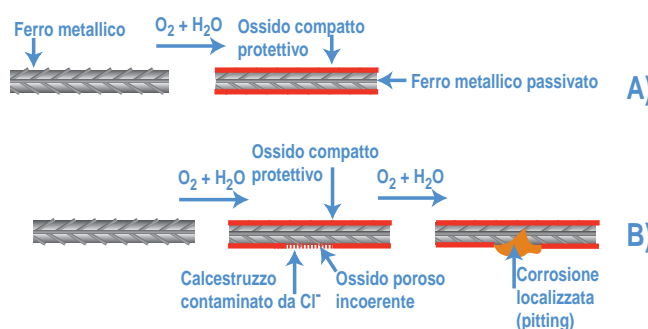 Ferro metallico
O₂ + H₂O
Ossido compatto
protettivo
Ferro metallico passivato
A)
Ossido compatto
protettivo
O₂ + H₂O
O₂ + H₂O
B)
Calcestruzzo
contaminato da Cl⁻
Ossido poroso
incoerente
Corrosione
localizzata
(pitting)